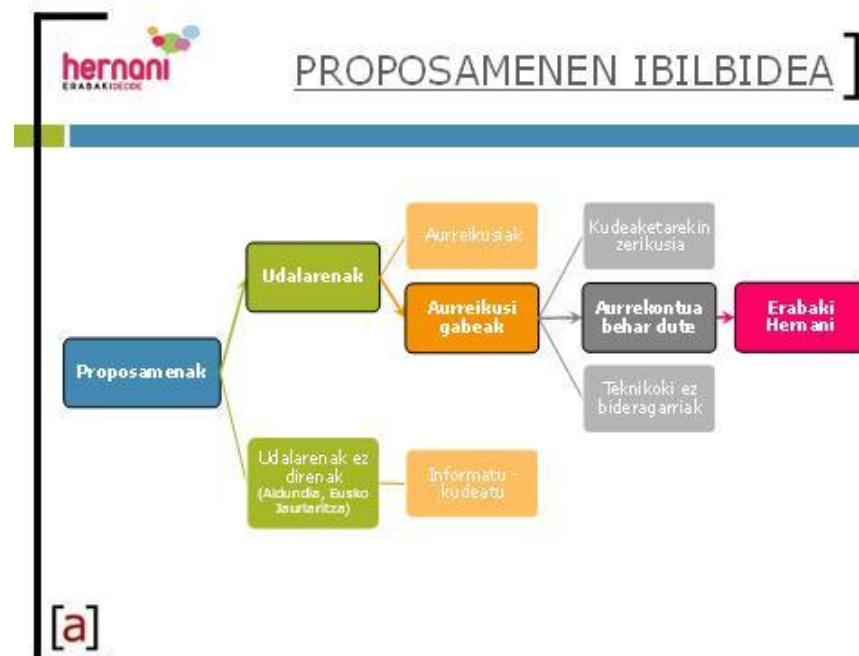 hernani
ERABAKIDECIDE
PROPOSAMENEN IBILBIDEA
Proposamenak
Udalarenak
Udalarenak ez
direnak
(Aldundia, Eusko
Jaurlaritza)
Aurreikusiak
Aurreikusi
gabeak
Informatu -
kudeatu
Kudeaketarekin
zerikusia
Aurrekontua
behar dute
Teknikoki ez
bideragarriak
Erabaki
Hernani
[a]